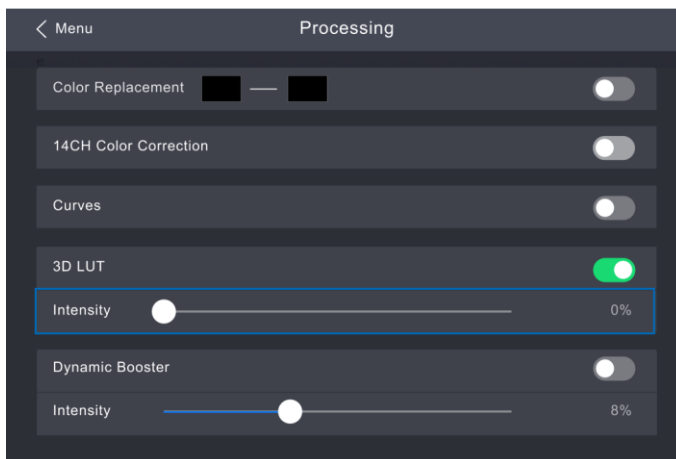 Menu
Processing
Color Replacement
14CH Color Correction
Curves
3D LUT
Intensity 0%
Dynamic Booster
Intensity 8%